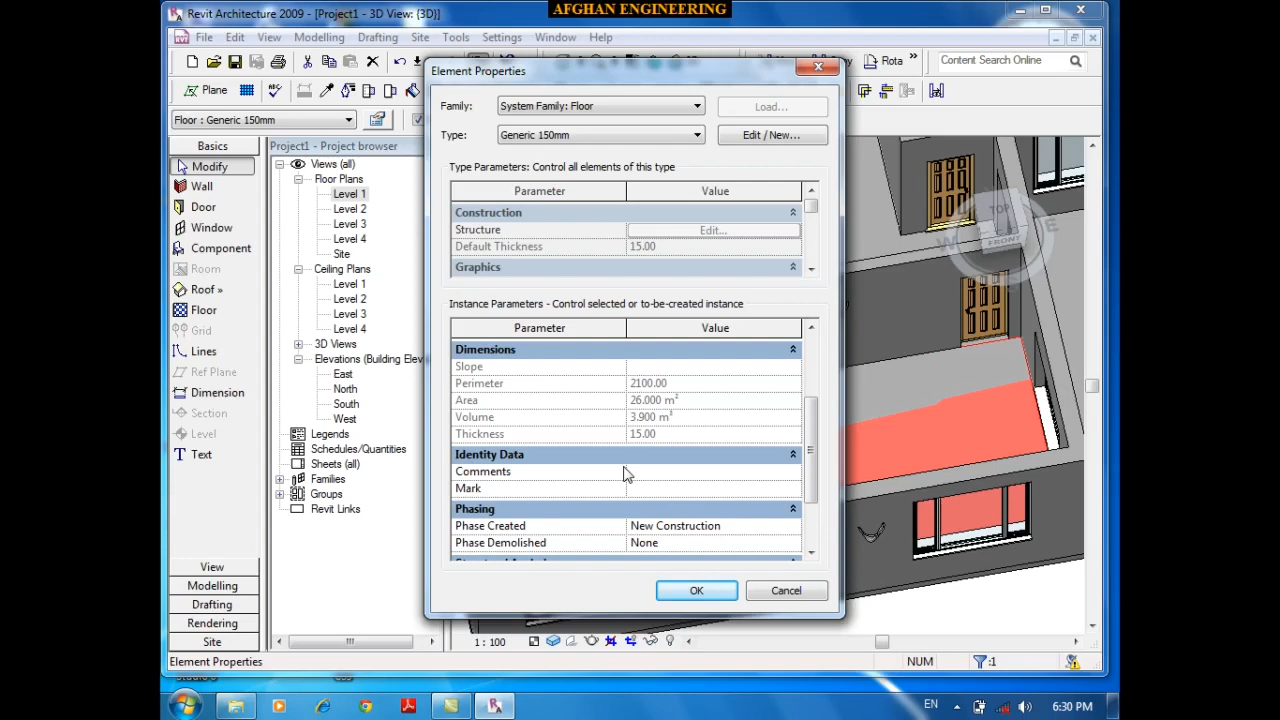 AFGHAN ENGINEERING
Revit Architecture 2009 - [Project1 - 3D View: {3D}]
File Edit View Modelling Drafting Site Tools Settings Window Help
Rota
Content Search Online
Plane
Floor : Generic 150mm
Basics
Modify
Wall
Door
Window
Component
Room
Roof »
Floor
Grid
Lines
Ref Plane
Dimension
Section
Level
Text
View
Modelling
Drafting
Rendering
Site
Project1 - Project browser
Views (all)
Floor Plans
Level 1
Level 2
Level 3
Level 4
Site
Ceiling Plans
Level 1
Level 2
Level 3
Level 4
3D Views
Elevations (Building Elev
East
North
South
West
Legends
Schedules/Quantities
Sheets (all)
Families
Groups
Revit Links
Element Properties
Family: System Family: Floor Load...
Type: Generic 150mm Edit / New...
Type Parameters: Control all elements of this type
Parameter Value
Construction
Structure Edit...
Default Thickness 15.00
Graphics
Instance Parameters - Control selected or to-be-created instance
Parameter Value
Dimensions
Slope
Perimeter 2100.00
Area 26.000 m²
Volume 3.900 m³
Thickness 15.00
Identity Data
Comments
Mark
Phasing
Phase Created New Construction
Phase Demolished None
OK Cancel
TOP
FRONT
W
E
1 : 100
Element Properties
NUM
:1
EN
6:30 PM